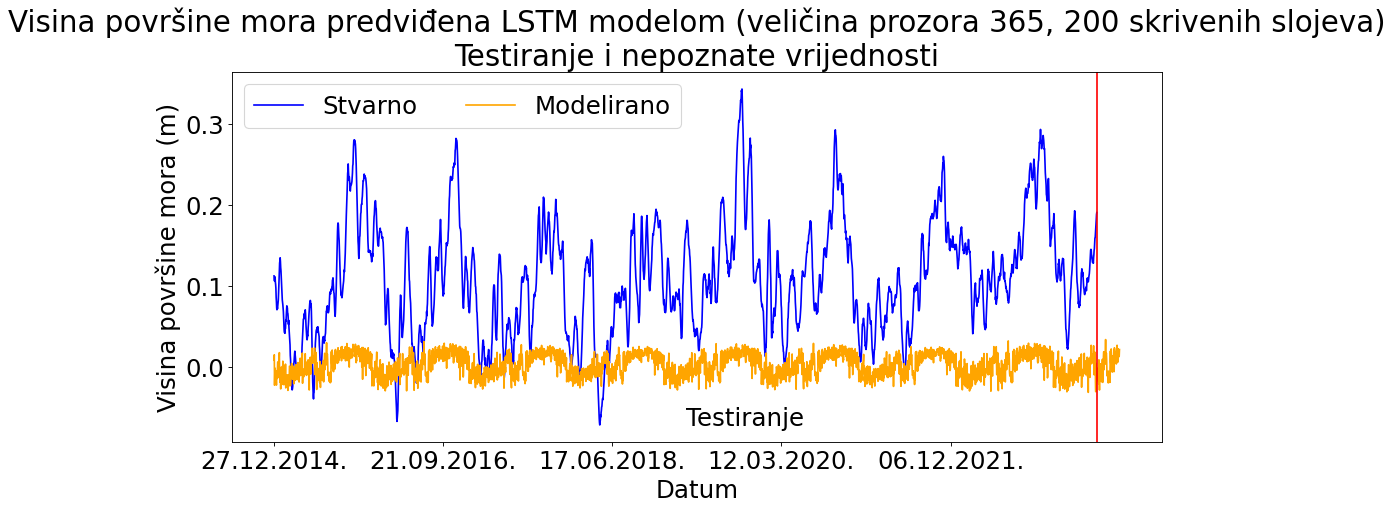 Visina površine mora predviđena LSTM modelom (veličina prozora 365, 200 skrivenih slojeva)
Testiranje i nepoznate vrijednosti
Stvarno Modelirano
Visina površine mora (m)
0.3
0.2
0.1
0.0
Testiranje
27.12.2014. 21.09.2016. 17.06.2018. 12.03.2020. 06.12.2021.
Datum